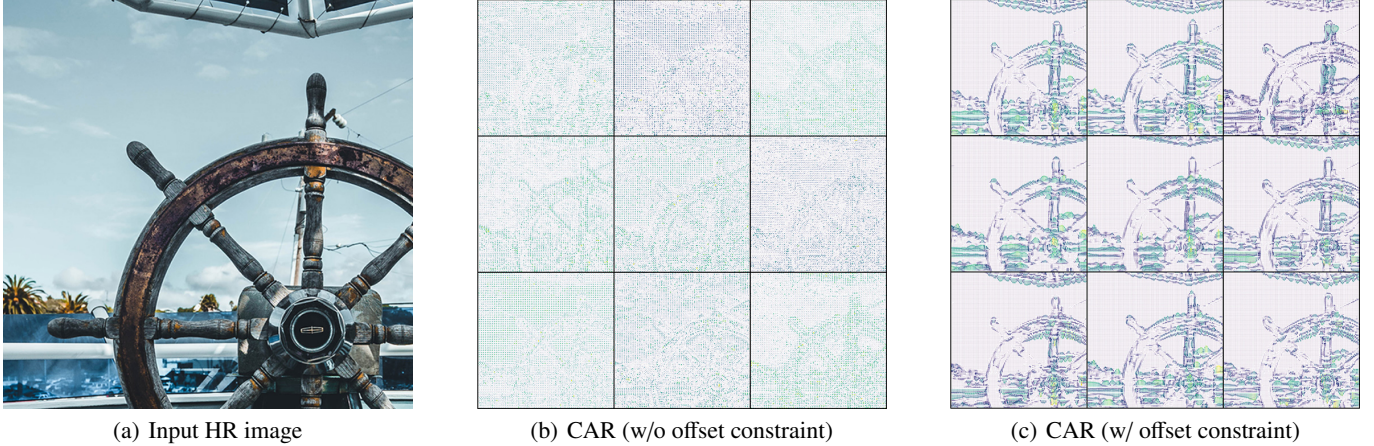 (a) Input HR image
(b) CAR (w/o offset constraint)
(c) CAR (w/ offset constraint)